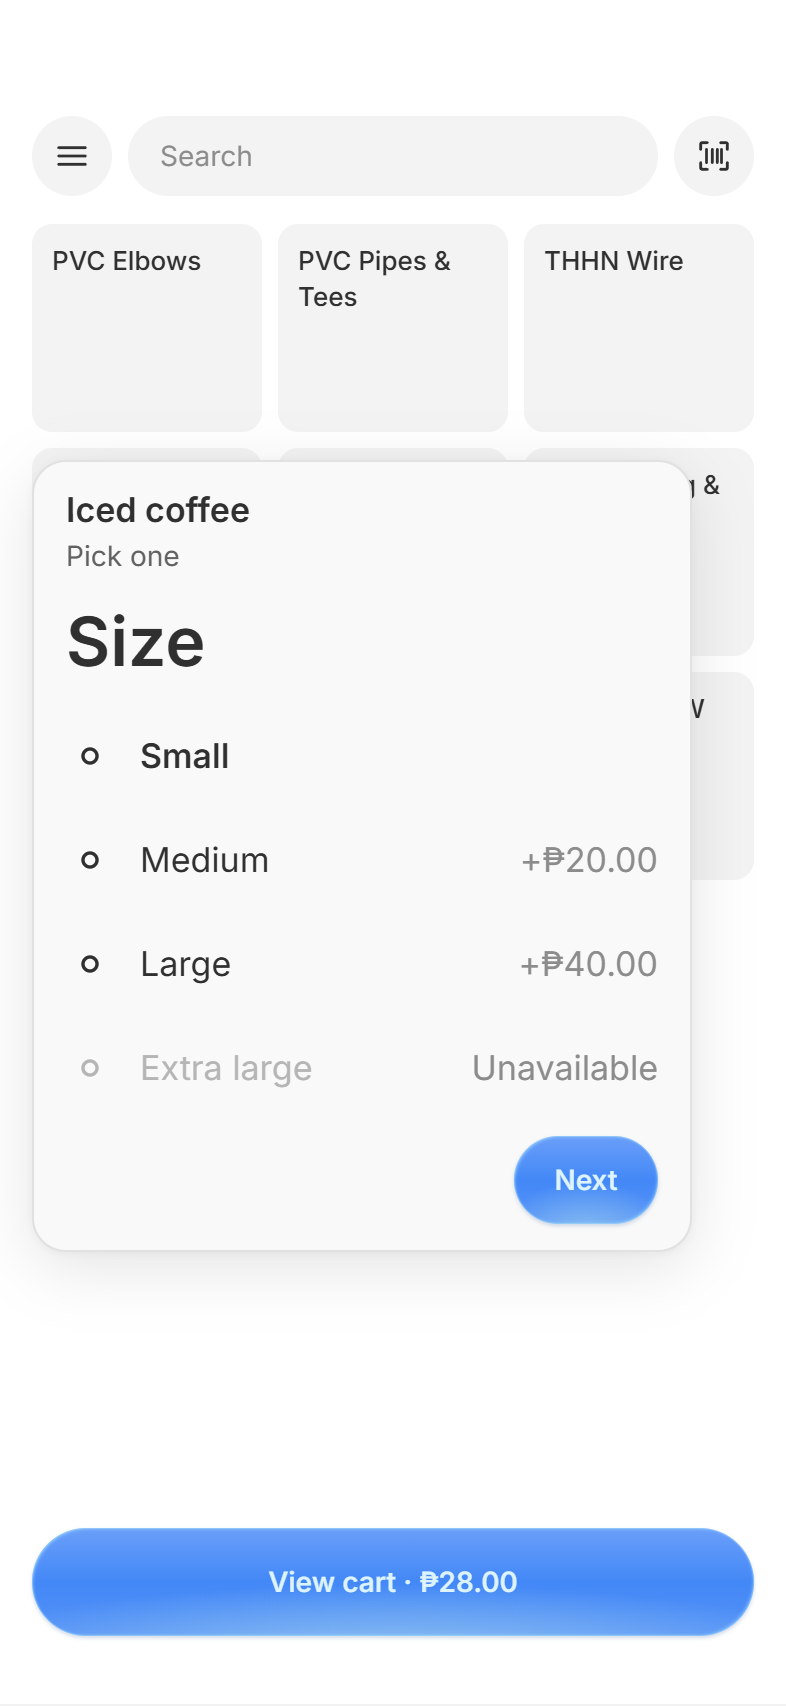 Search
PVC Elbows
PVC Pipes &
Tees
THHN Wire
&
Iced coffee
Pick one
Size
Small
Medium
+₱20.00
Large
+₱40.00
Extra large
Unavailable
Next
View cart · ₱28.00